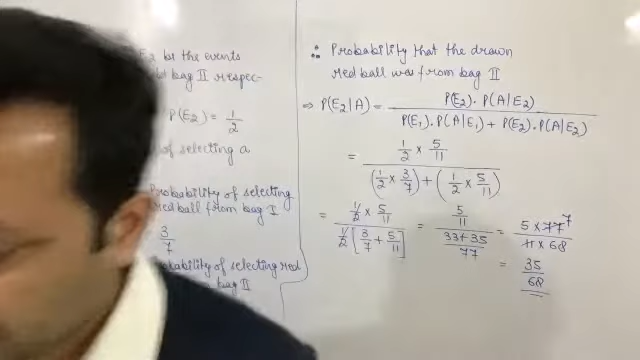 E2 be the events
bag II respec-
P(E2) = 1/2
of selecting a
Probability of selecting
red ball from bag I
3/7
Probability of selecting red
bag II
∴ Probability that the drawn
red ball was from bag II
⇒ P(E2|A) = P(E2). P(A|E2) / P(E1). P(A|E1) + P(E2). P(A|E2)
= 1/2 × 5/11 / (1/2 × 3/7) + (1/2 × 5/11)
= 1/2 × 5/11 / 1/2 [3/7 + 5/11] = 5/11 / 33+35/77 = 5 × 77 7 / 11 × 68
= 35/68